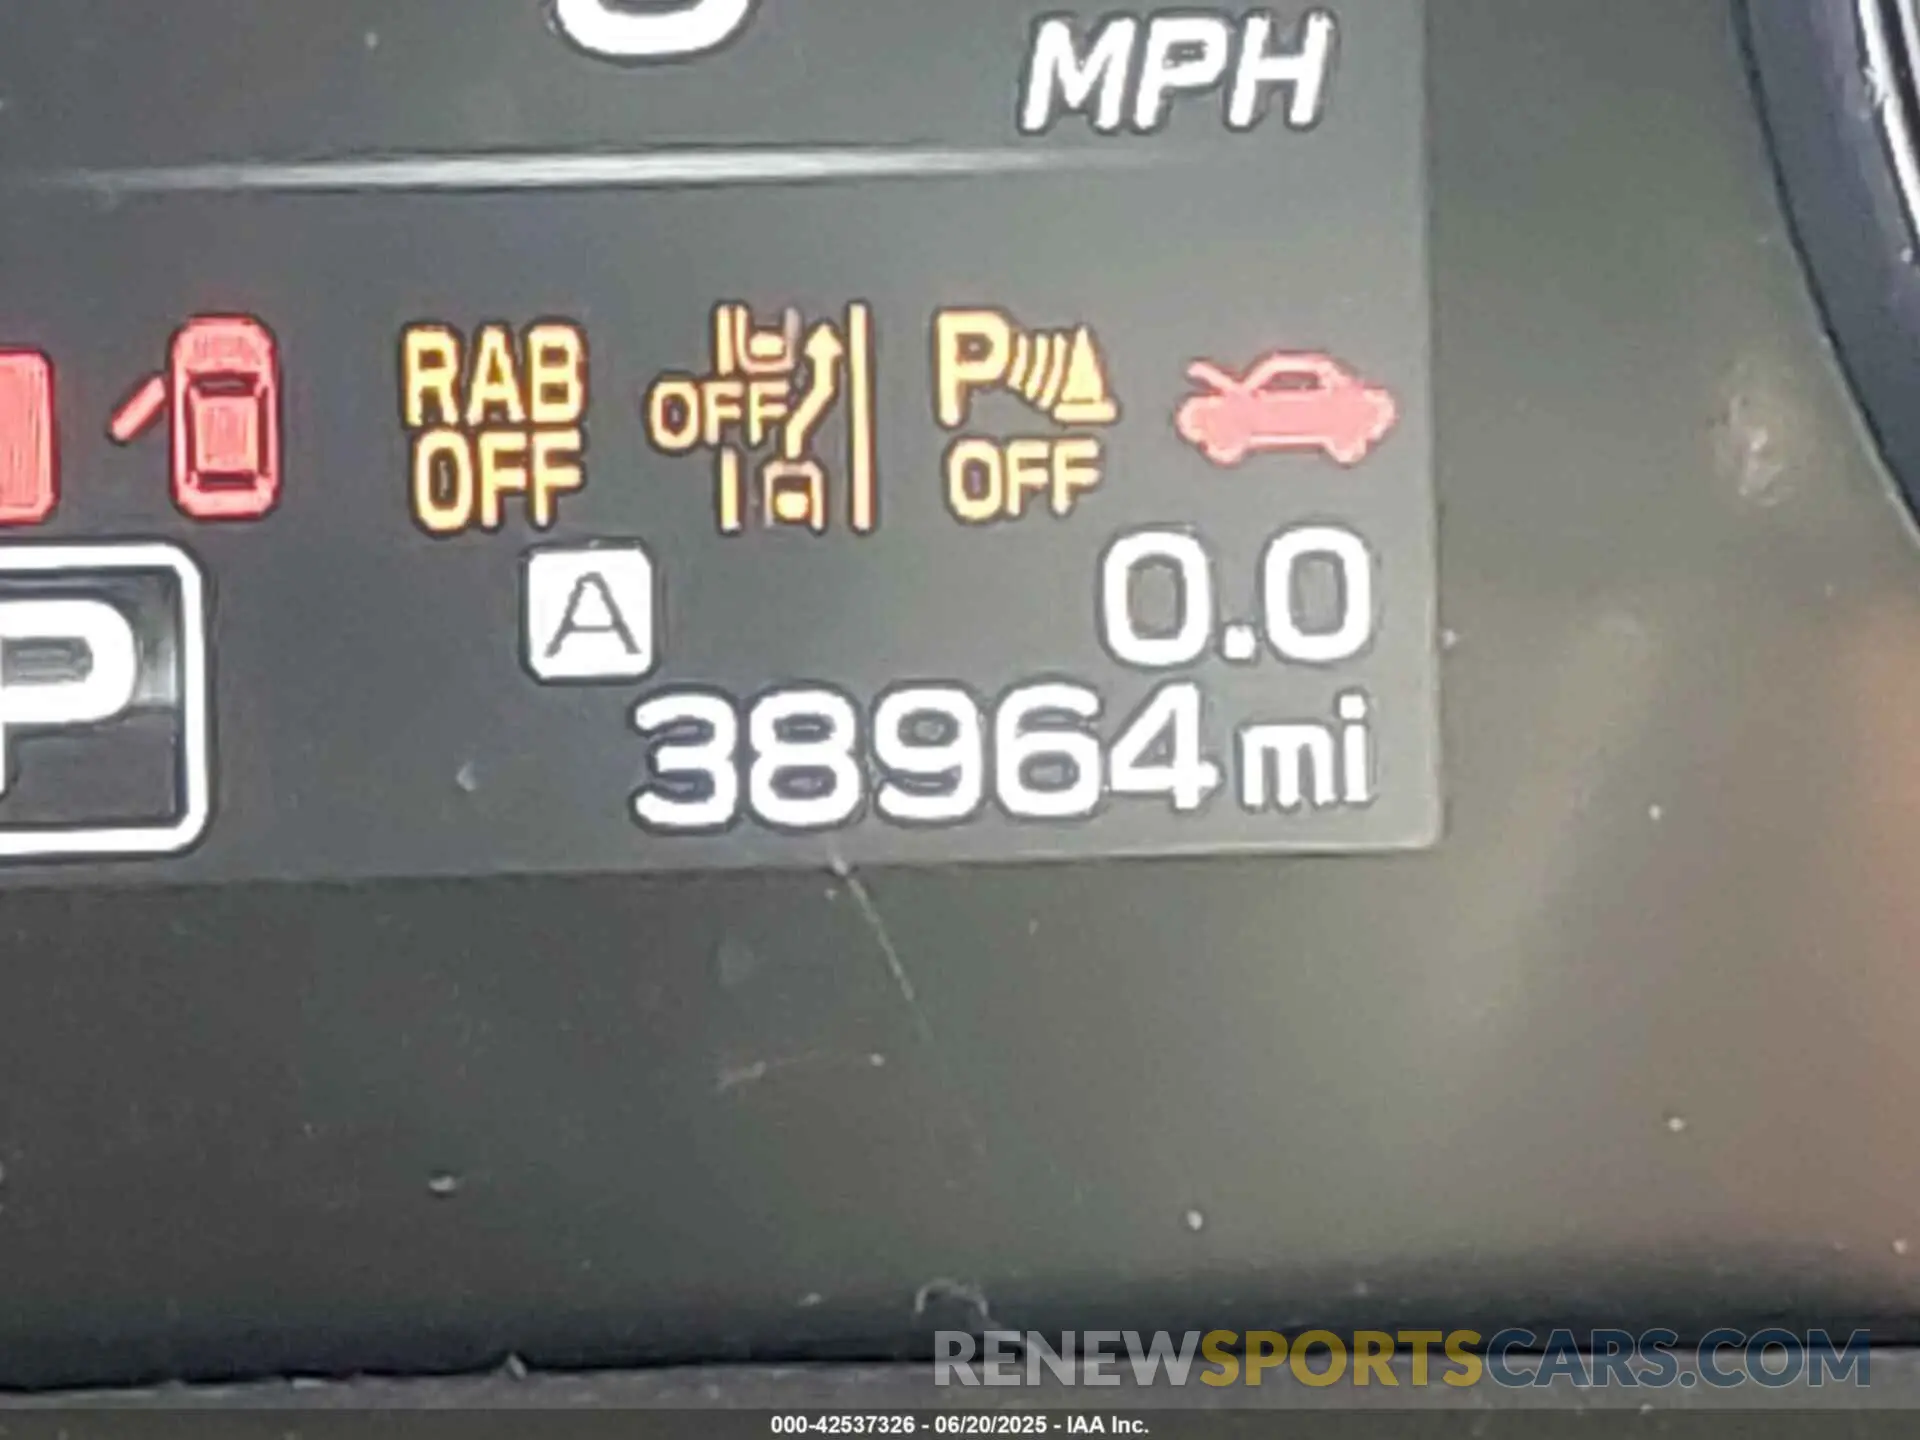 MPH
RAB OFF P
OFF OFF
P A 0.0
38964 mi
RENEWSPORTSCARS.COM
000-42537326 - 06/20/2025 - IAA Inc.